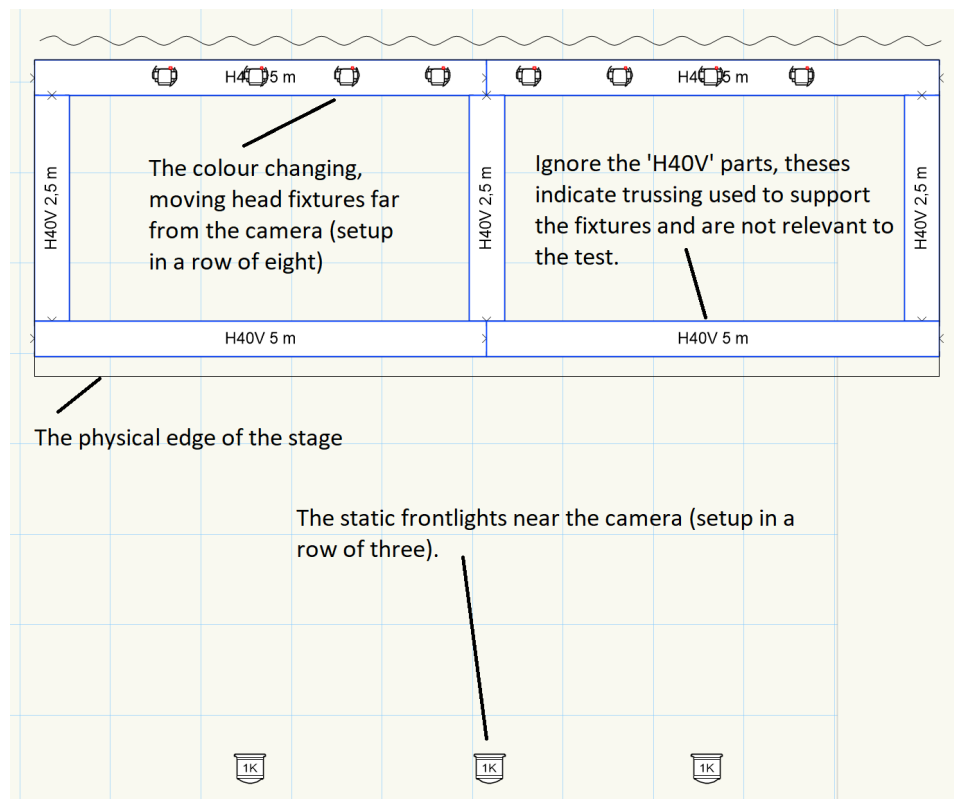 H40V 5 m
H40V 5 m
The colour changing,
moving head fixtures far
from the camera (setup
in a row of eight)
Ignore the 'H40V' parts, theses
indicate trussing used to support
the fixtures and are not relevant to
the test.
H40V 2,5 m
H40V 2,5 m
H40V 2,5 m
H40V 5 m
H40V 5 m
The physical edge of the stage
The static frontlights near the camera (setup in a
row of three).
1K
1K
1K